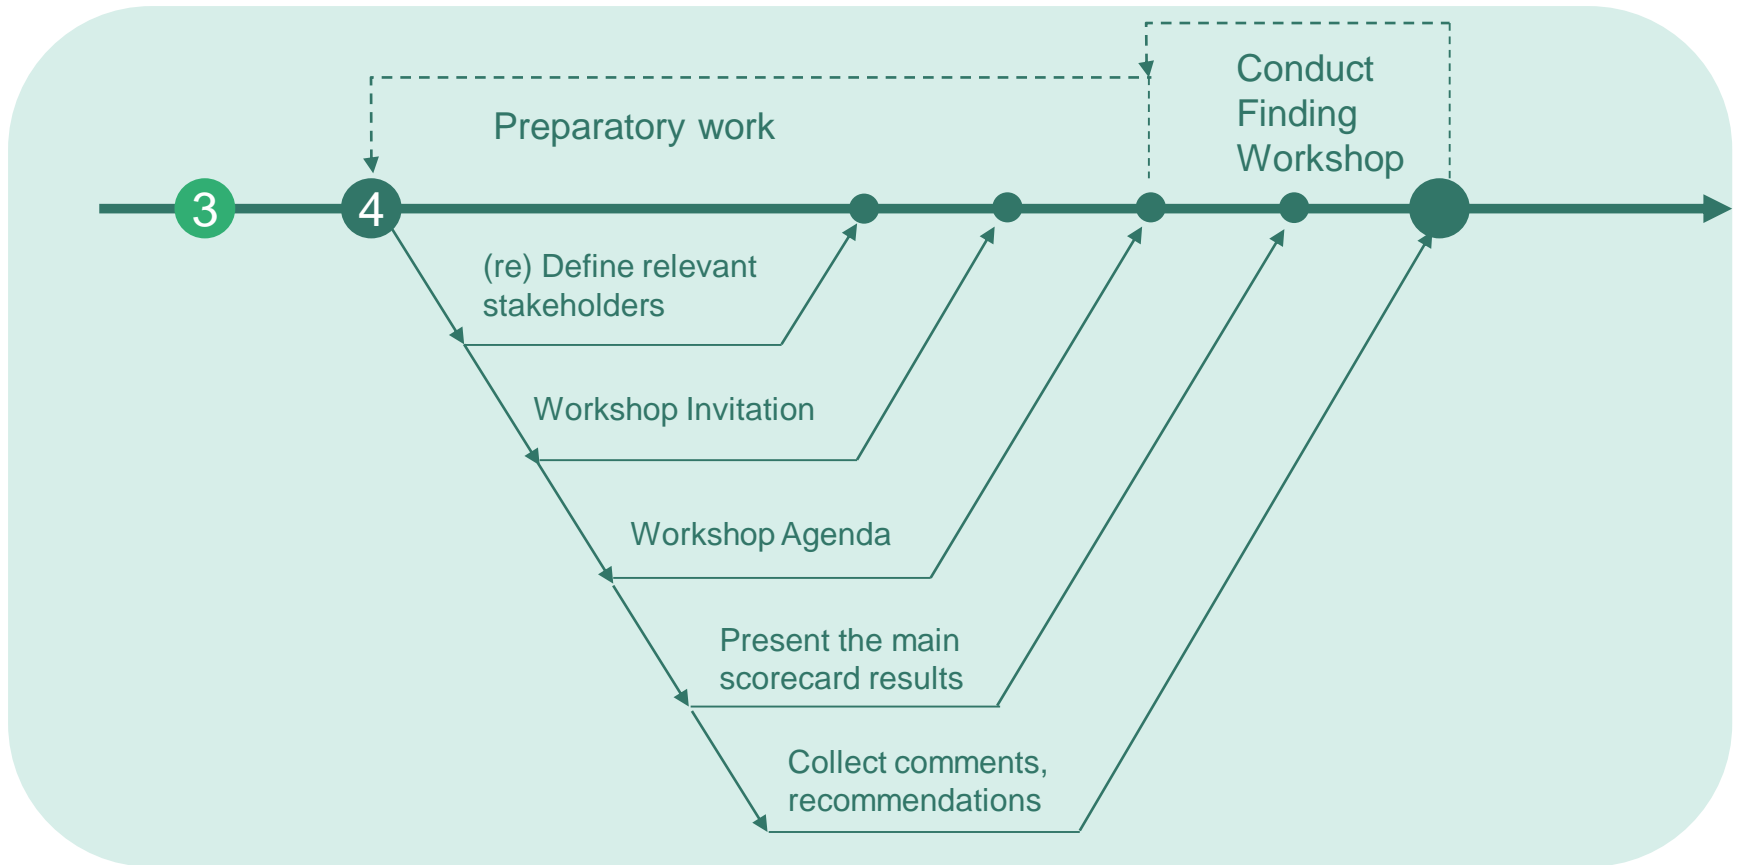 Conduct
Finding
Workshop
Preparatory work
3
4
(re) Define relevant
stakeholders
Workshop Invitation
Workshop Agenda
Present the main
scorecard results
Collect comments,
recommendations